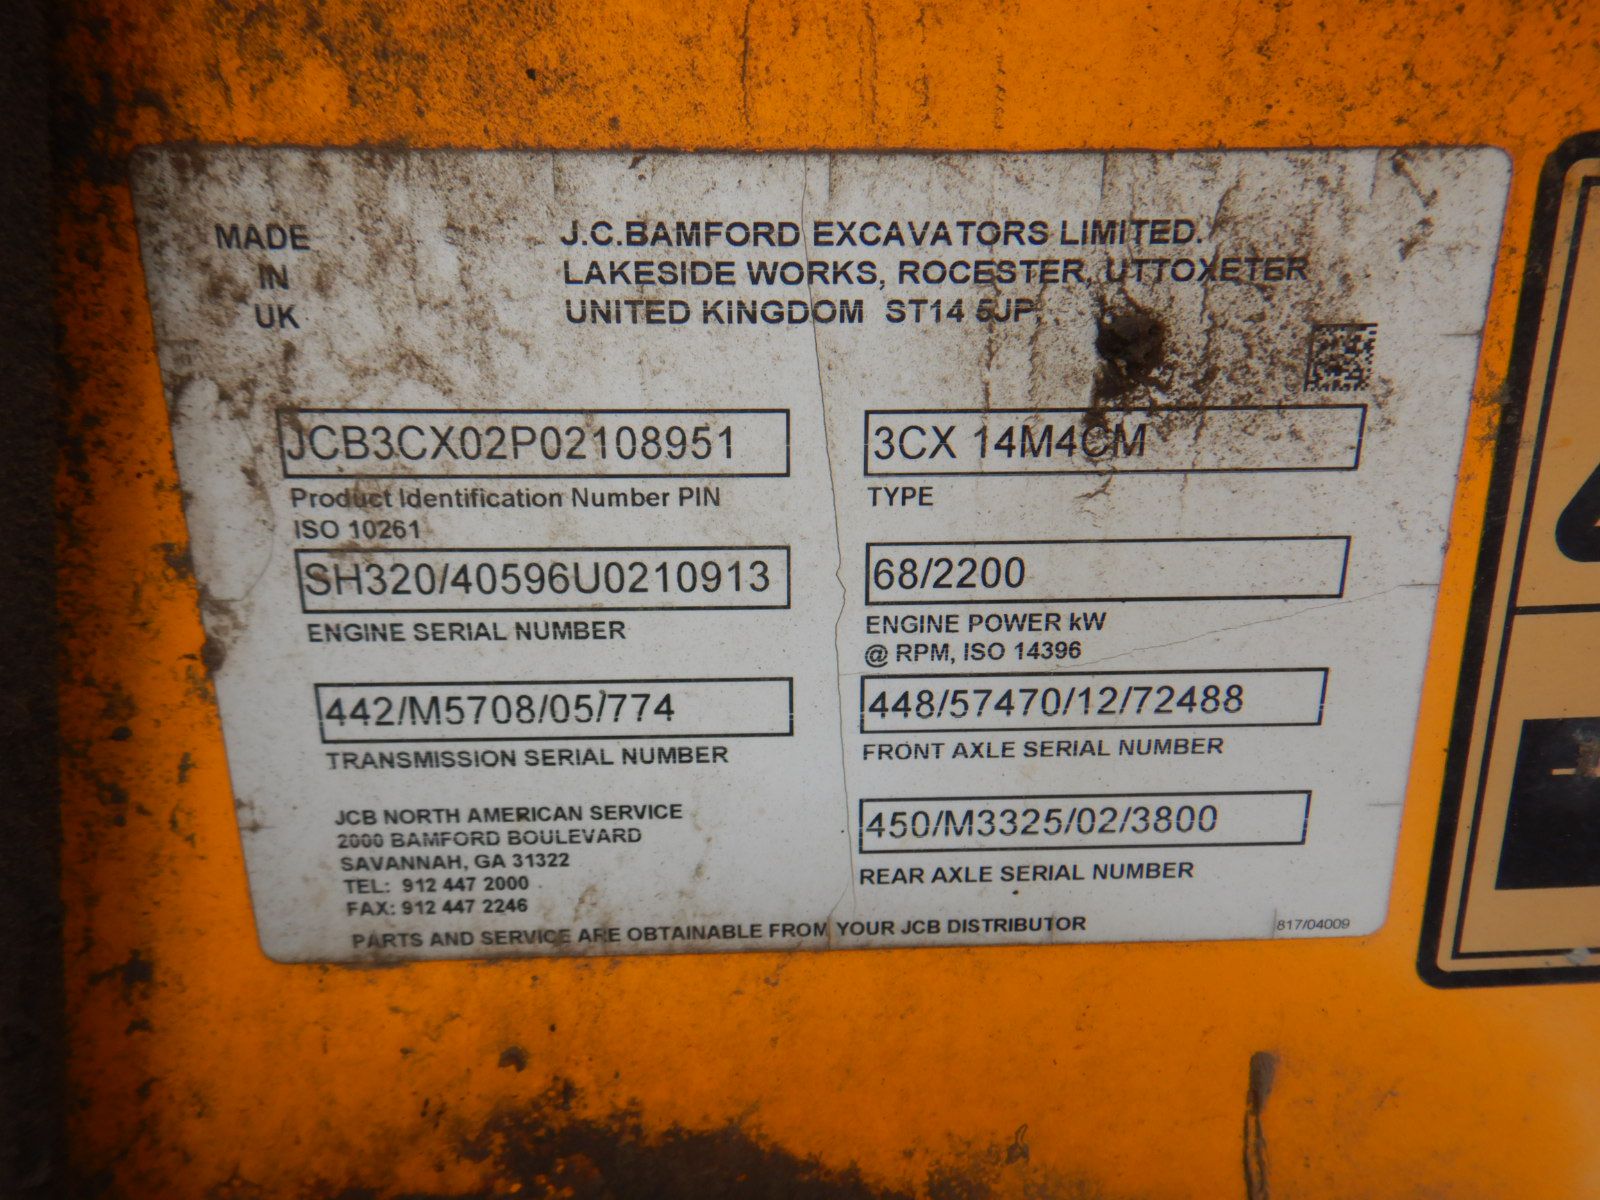 MADE
IN
UK
J.C.BAMFORD EXCAVATORS LIMITED.
LAKESIDE WORKS, ROCESTER, UTTOXETER
UNITED KINGDOM ST14 5JP.
JCB3CX02P02108951
Product Identification Number PIN
ISO 10261
3CX 14M4CM
TYPE
SH320/40596U0210913
ENGINE SERIAL NUMBER
68/2200
ENGINE POWER kW
@ RPM, ISO 14396
442/M5708/05/774
TRANSMISSION SERIAL NUMBER
448/57470/12/72488
FRONT AXLE SERIAL NUMBER
450/M3325/02/3800
REAR AXLE SERIAL NUMBER
JCB NORTH AMERICAN SERVICE
2000 BAMFORD BOULEVARD
SAVANNAH, GA 31322
TEL: 912 447 2000
FAX: 912 447 2246
PARTS AND SERVICE ARE OBTAINABLE FROM YOUR JCB DISTRIBUTOR
817/04009